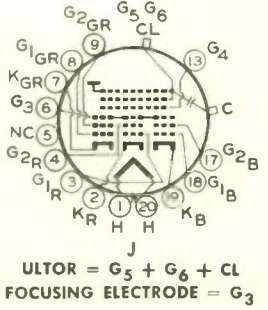 G5 G6
CL
G2GR
9
13 G4
G1GR 8
KGR 7
G3 6
C
NC 5
G2R 4
17 G2B
G1R 3
18 G1B
KR 2
1
20
19 KB
H H
J
ULTOR = G5 + G6 + CL
FOCUSING ELECTRODE = G3